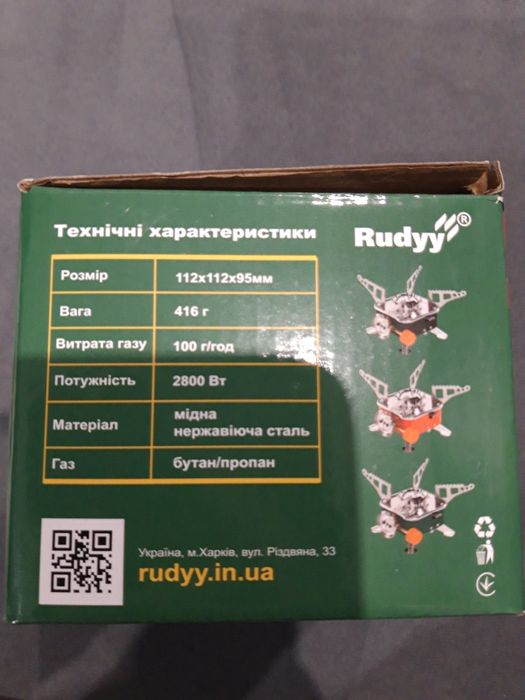 Технічні характеристики
Rudyy®
Розмір 112х112х95мм
Вага 416 г
Витрата газу 100 г/год
Потужність 2800 Вт
Матеріал мідна
нержавіюча сталь
Газ бутан/пропан
Україна, м.Харків, вул. Різдвяна, 33
rudyy.in.ua